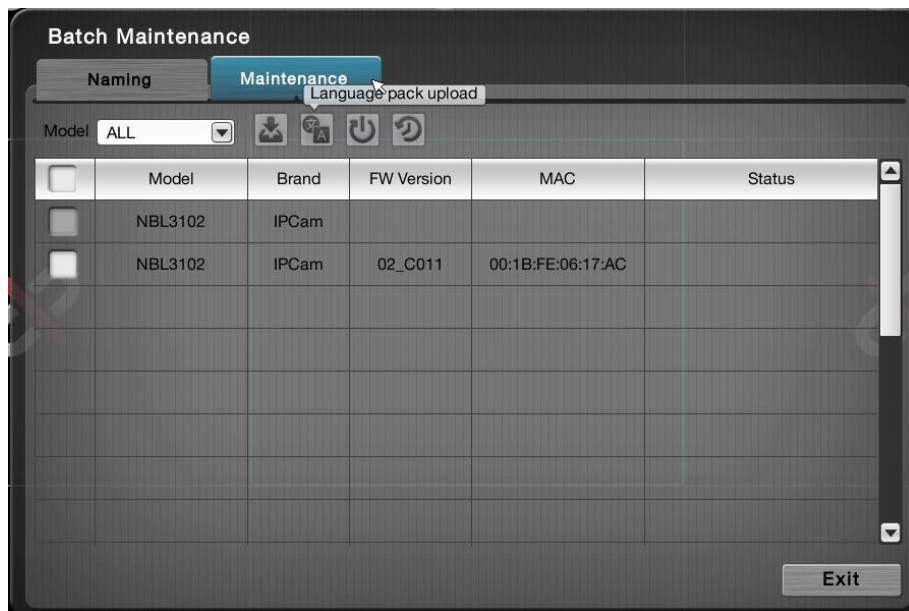 Batch Maintenance
Naming Maintenance
Language pack upload
Model ALL
Model Brand FW Version MAC Status
NBL3102 IPCam
NBL3102 IPCam 02_C011 00:1B:FE:06:17:AC
Exit